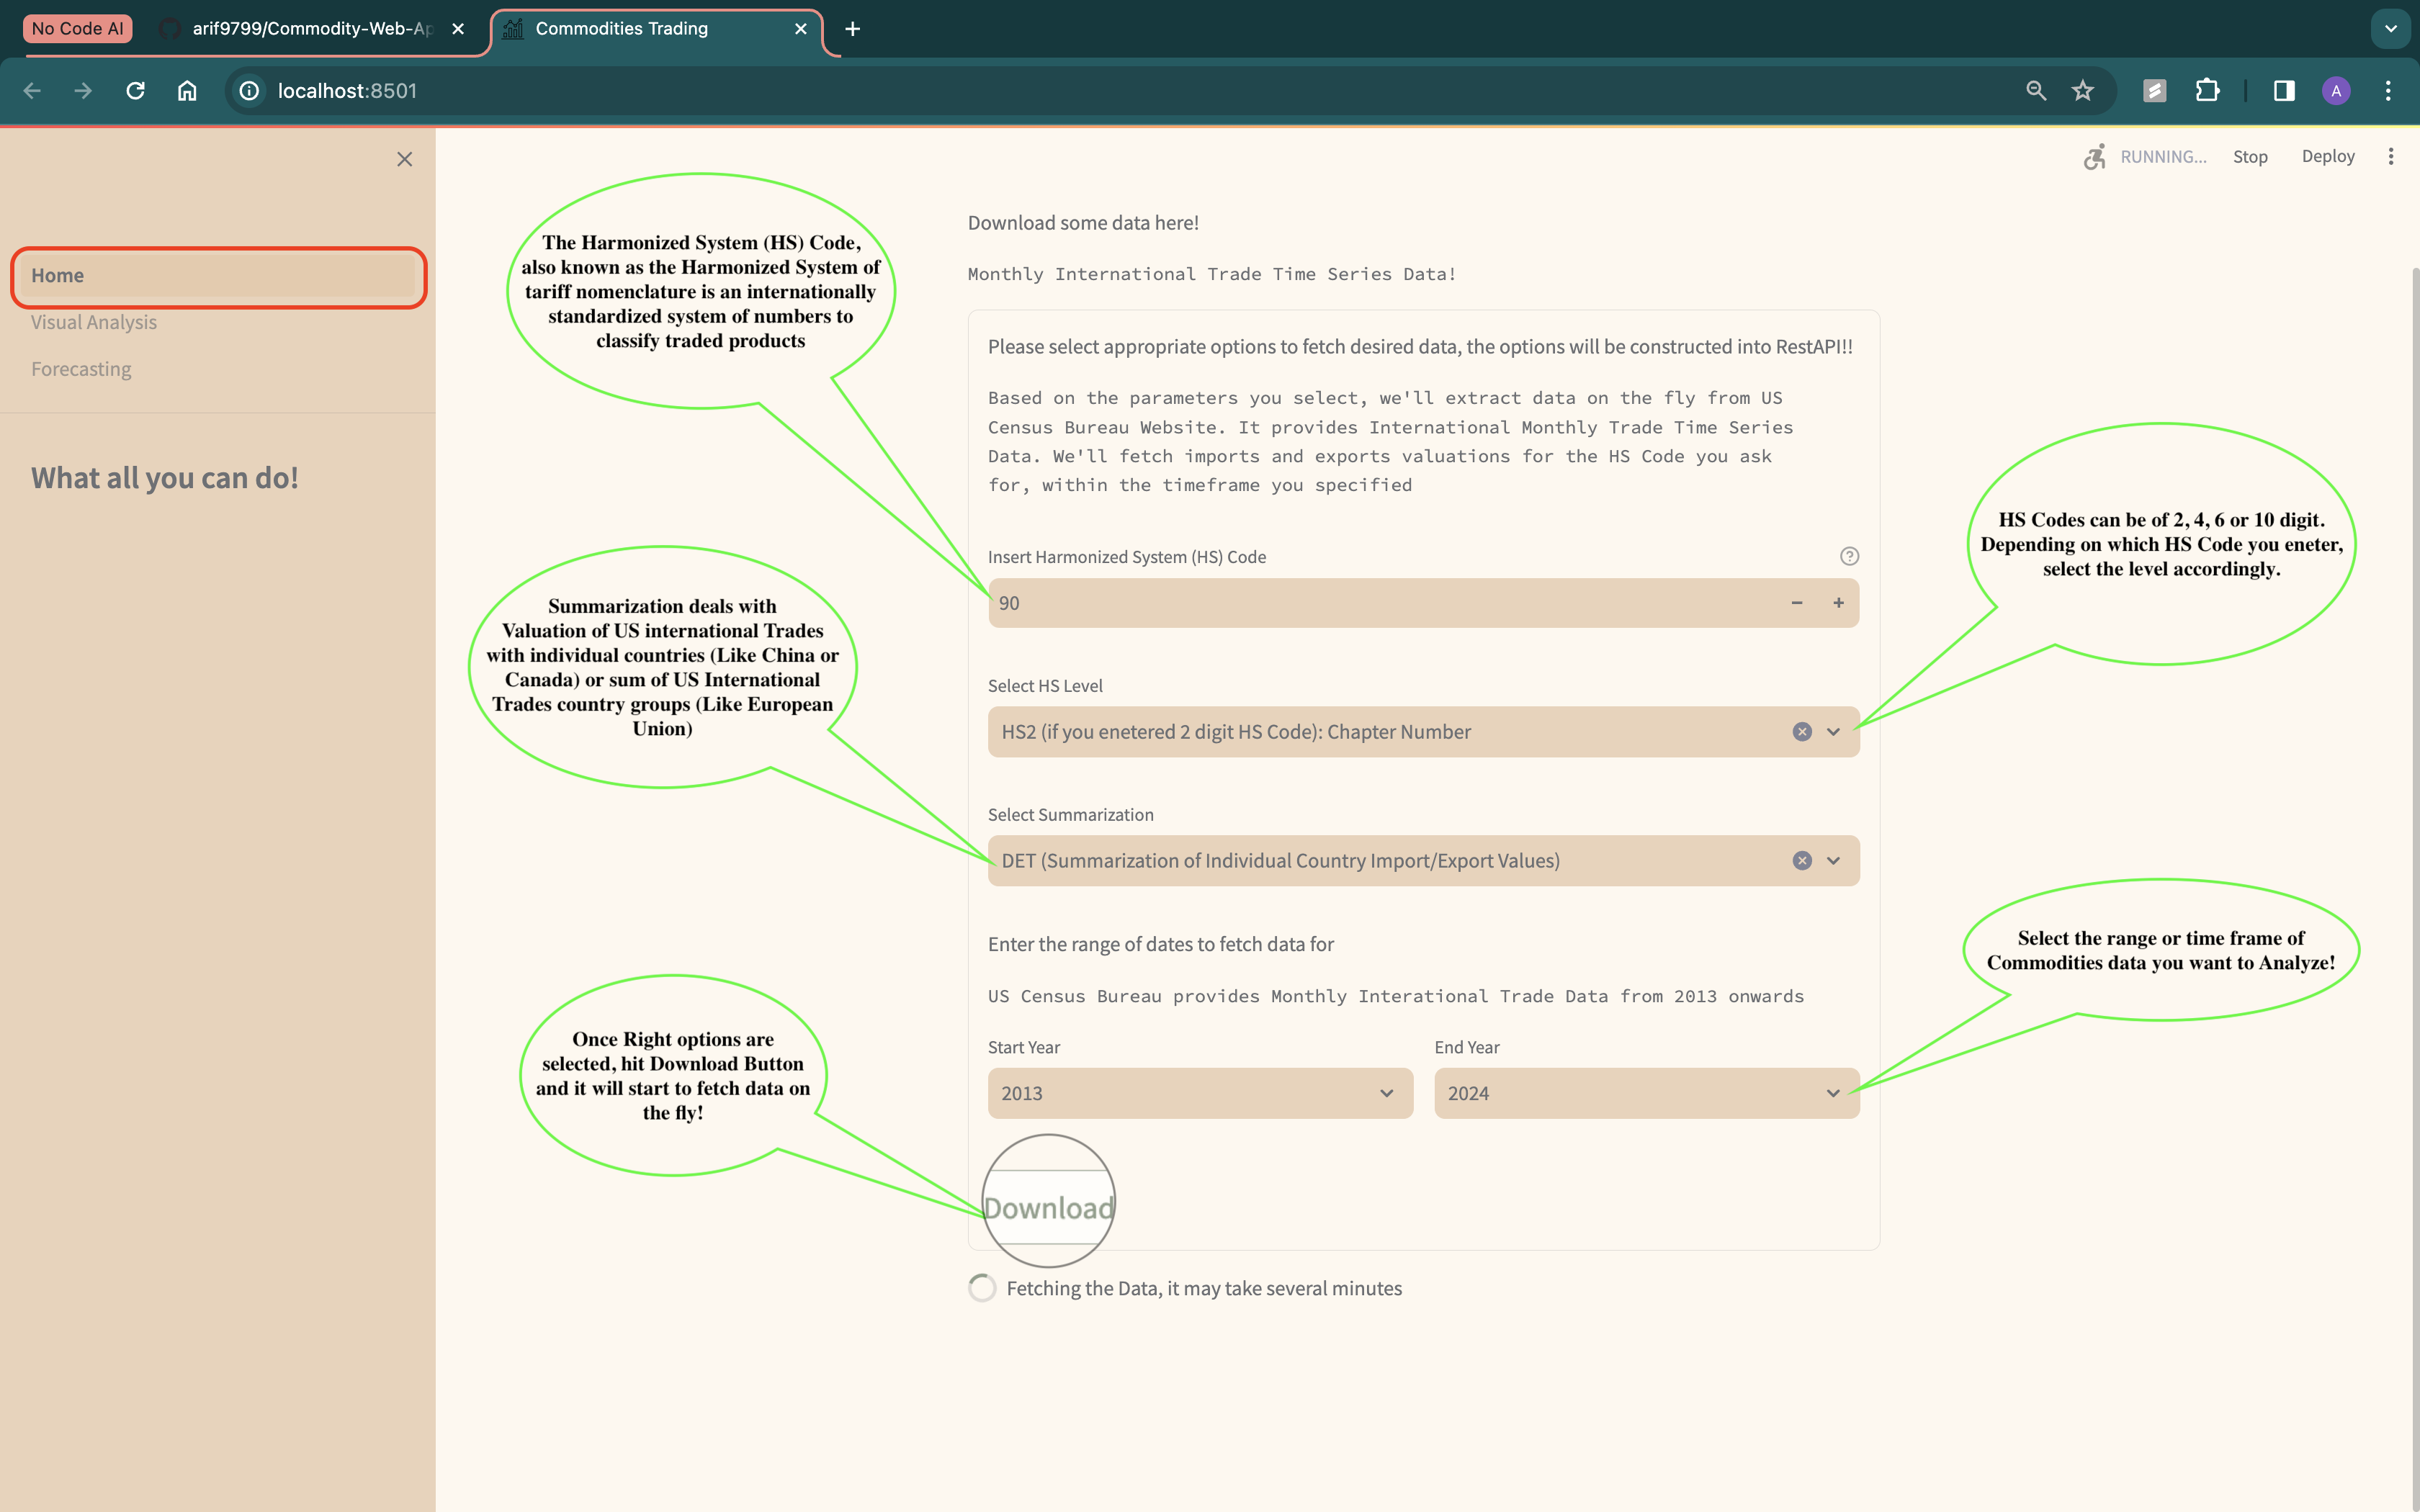 No Code AI
arif9799/Commodity-Web-Ap
Commodities Trading
localhost:8501
A
RUNNING...
Stop
Deploy
Home
Visual Analysis
Forecasting
What all you can do!
The Harmonized System (HS) Code,
also known as the Harmonized System of
tariff nomenclature is an internationally
standardized system of numbers to
classify traded products
Summarization deals with
Valuation of US international Trades
with individual countries (Like China or
Canada) or sum of US International
Trades country groups (Like European
Union)
Once Right options are
selected, hit Download Button
and it will start to fetch data on
the fly!
Download some data here!
Monthly International Trade Time Series Data!
Please select appropriate options to fetch desired data, the options will be constructed into RestAPI!!
Based on the parameters you select, we'll extract data on the fly from US
Census Bureau Website. It provides International Monthly Trade Time Series
Data. We'll fetch imports and exports valuations for the HS Code you ask
for, within the timeframe you specified
Insert Harmonized System (HS) Code
90
Select HS Level
HS2 (if you enetered 2 digit HS Code): Chapter Number
Select Summarization
DET (Summarization of Individual Country Import/Export Values)
Enter the range of dates to fetch data for
US Census Bureau provides Monthly Interational Trade Data from 2013 onwards
Start Year
End Year
2013
2024
Download
Fetching the Data, it may take several minutes
HS Codes can be of 2, 4, 6 or 10 digit.
Depending on which HS Code you eneter,
select the level accordingly.
Select the range or time frame of
Commodities data you want to Analyze!